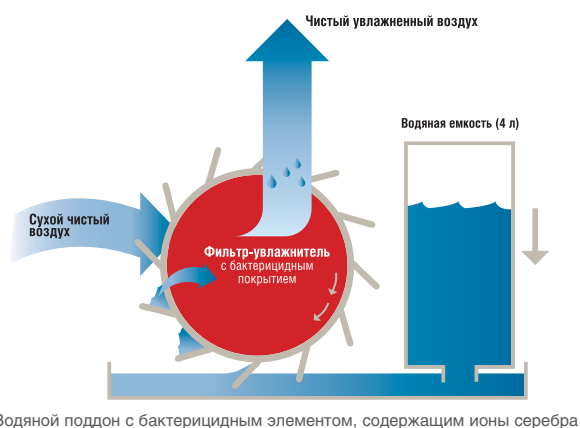 Чистый увлажненный воздух
Водяная емкость (4 л)
Сухой чистый
воздух
Фильтр-увлажнитель
с бактерицидным
покрытием
Водяной поддон с бактерицидным элементом, содержащим ионы серебра